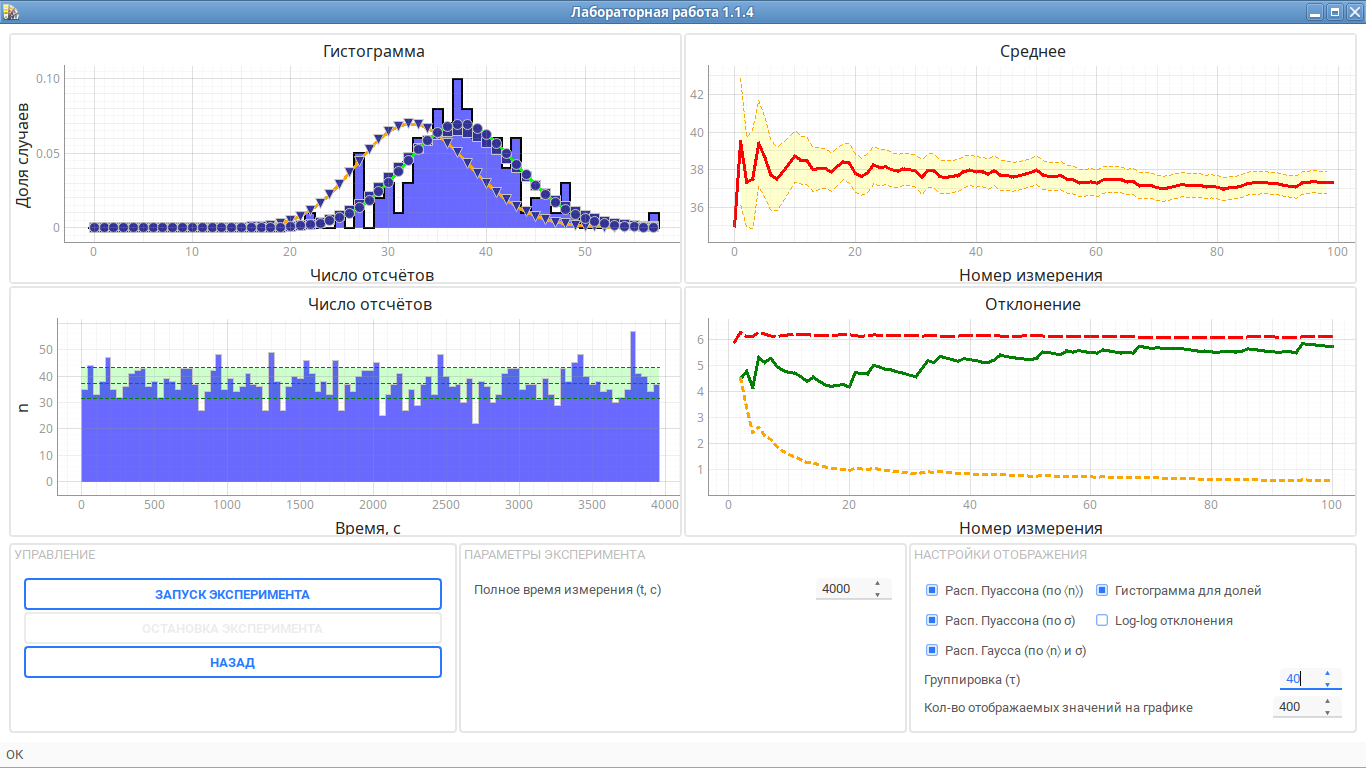 Лабораторная работа 1.1.4
Гистограмма
Доля случаев
0.10
0.05
0
0 10 20 30 40 50
Число отсчётов
Среднее
42
40
38
36
0 20 40 60 80 100
Номер измерения
Число отсчётов
n
50
40
30
20
10
0
0 500 1000 1500 2000 2500 3000 3500 4000
Время, с
Отклонение
6
5
4
3
2
1
0 20 40 60 80 100
Номер измерения
УПРАВЛЕНИЕ
ЗАПУСК ЭКСПЕРИМЕНТА
ОСТАНОВКА ЭКСПЕРИМЕНТА
НАЗАД
ПАРАМЕТРЫ ЭКСПЕРИМЕНТА
Полное время измерения (t, с) 4000
НАСТРОЙКИ ОТОБРАЖЕНИЯ
Расп. Пуассона (по ⟨n⟩) Гистограмма для долей
Расп. Пуассона (по σ) Log-log отклонения
Расп. Гаусса (по ⟨n⟩ и σ)
Группировка (τ) 40
Кол-во отображаемых значений на графике 400
ОК